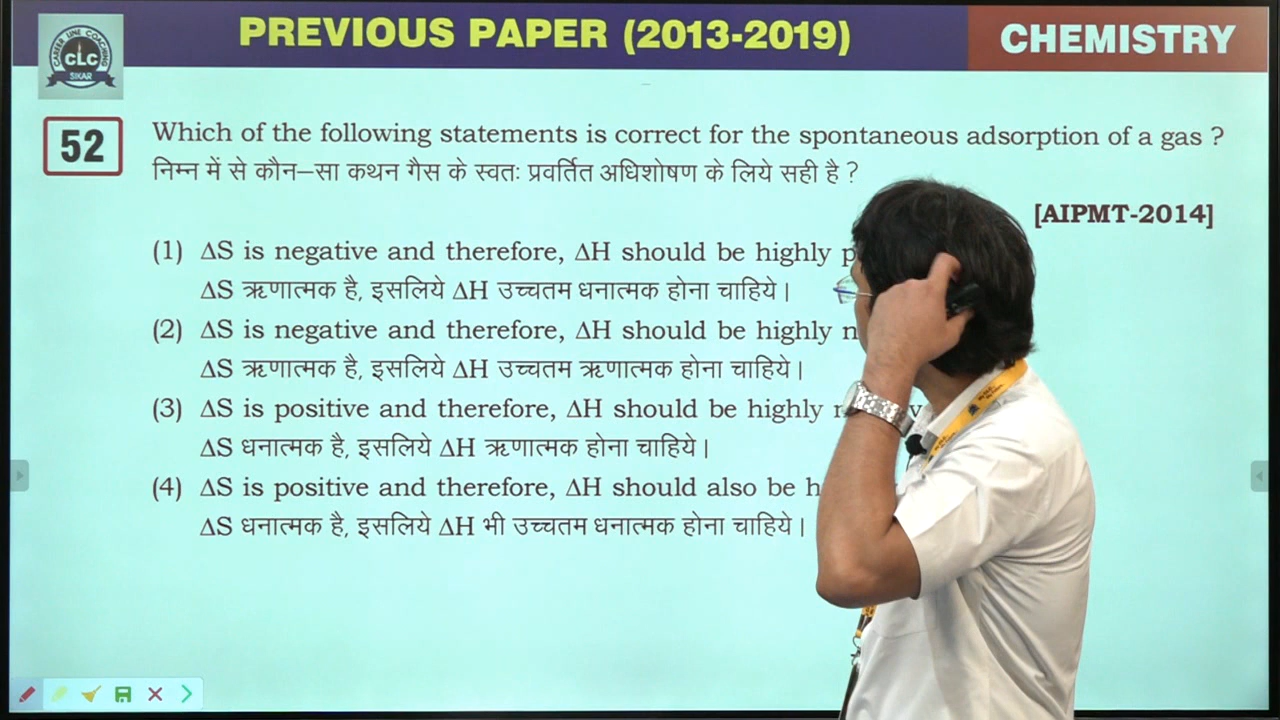 PREVIOUS PAPER (2013-2019)
CHEMISTRY
CAREER LINE COACHING
CLC
SIKAR
52
Which of the following statements is correct for the spontaneous adsorption of a gas ?
निम्न में से कौन–सा कथन गैस के स्वतः प्रवर्तित अधिशोषण के लिये सही है ?
[AIPMT-2014]
(1) ΔS is negative and therefore, ΔH should be highly
ΔS ऋणात्मक है, इसलिये ΔH उच्चतम धनात्मक होना चाहिये।
(2) ΔS is negative and therefore, ΔH should be highly
ΔS ऋणात्मक है, इसलिये ΔH उच्चतम ऋणात्मक होना चाहिये।
(3) ΔS is positive and therefore, ΔH should be highly
ΔS धनात्मक है, इसलिये ΔH ऋणात्मक होना चाहिये।
(4) ΔS is positive and therefore, ΔH should also be
ΔS धनात्मक है, इसलिये ΔH भी उच्चतम धनात्मक होना चाहिये।